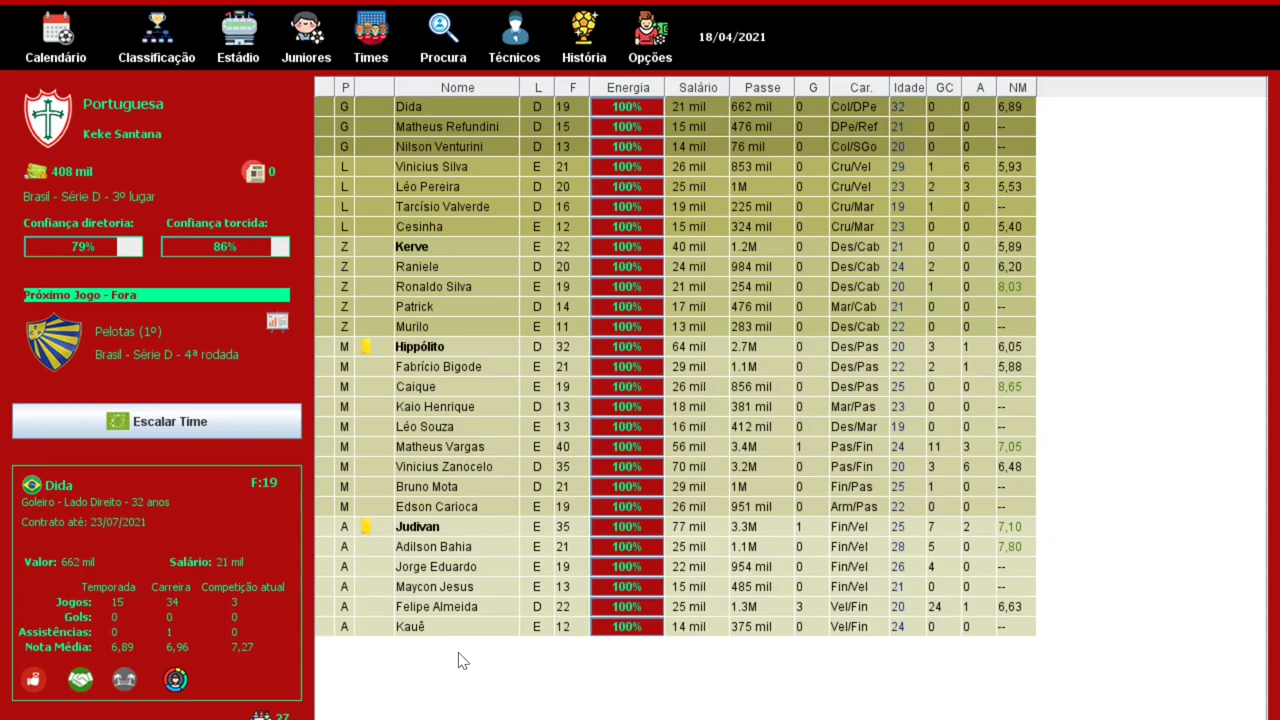 Calendário Classificação Estádio Juniores Times Procura Técnicos História Opções 18/04/2021
Portuguesa
Keke Santana
408 mil 0
Brasil - Série D - 3º lugar
Confiança diretoria: Confiança torcida:
79% 86%
Próximo Jogo - Fora
Pelotas (1º)
Brasil - Série D - 4ª rodada
Escalar Time
Dida F:19
Goleiro - Lado Direito - 32 anos
Contrato até: 23/07/2021
Valor: 662 mil Salário: 21 mil
Temporada Carreira Competição atual
Jogos: 15 34 3
Gols: 0 0 0
Assistências: 0 1 0
Nota Média: 6,89 6,96 7,27
27
P Nome L F Energia Salário Passe G Car. Idade GC A NM
G Dida D 19 100% 21 mil 662 mil 0 Col/DPe 32 0 0 6,89
G Matheus Refundini D 15 100% 15 mil 476 mil 0 DPe/Ref 21 0 0 --
G Nilson Venturini D 13 100% 14 mil 76 mil 0 Col/SGo 20 0 0 --
L Vinicius Silva E 21 100% 26 mil 853 mil 0 Cru/Vel 29 1 6 5,93
L Léo Pereira D 20 100% 25 mil 1M 0 Cru/Vel 23 2 3 5,53
L Tarcísio Valverde D 16 100% 19 mil 225 mil 0 Cru/Mar 19 1 0 --
L Cesinha E 12 100% 15 mil 324 mil 0 Cru/Mar 23 0 0 5,40
Z Kerve E 22 100% 40 mil 1.2M 0 Des/Cab 21 0 0 5,89
Z Raniele D 20 100% 24 mil 984 mil 0 Des/Cab 24 2 0 6,20
Z Ronaldo Silva E 19 100% 21 mil 254 mil 0 Des/Cab 20 1 0 8,03
Z Patrick D 14 100% 17 mil 476 mil 0 Mar/Cab 21 0 0 --
Z Murilo E 11 100% 13 mil 283 mil 0 Des/Cab 22 0 0 --
M Hippólito D 32 100% 64 mil 2.7M 0 Des/Pas 20 3 1 6,05
M Fabrício Bigode E 21 100% 29 mil 1.1M 0 Des/Pas 22 2 1 5,88
M Caique E 19 100% 26 mil 856 mil 0 Des/Pas 25 0 0 8,65
M Kaio Henrique D 13 100% 18 mil 381 mil 0 Mar/Pas 23 0 0 --
M Léo Souza E 13 100% 16 mil 412 mil 0 Des/Mar 19 0 0 --
M Matheus Vargas E 40 100% 56 mil 3.4M 1 Pas/Fin 24 11 3 7,05
M Vinicius Zanocelo D 35 100% 70 mil 3.2M 0 Pas/Fin 20 3 6 6,48
M Bruno Mota D 21 100% 29 mil 1M 0 Fin/Pas 25 1 0 --
M Edson Carioca E 19 100% 26 mil 951 mil 0 Arm/Pas 22 0 0 --
A Judivan E 35 100% 77 mil 3.3M 1 Fin/Vel 25 7 2 7,10
A Adilson Bahia E 21 100% 25 mil 1.1M 0 Fin/Vel 28 5 0 7,80
A Jorge Eduardo E 19 100% 22 mil 954 mil 0 Fin/Vel 26 4 0 --
A Maycon Jesus E 13 100% 15 mil 485 mil 0 Fin/Vel 21 0 0 --
A Felipe Almeida D 22 100% 25 mil 1.3M 3 Vel/Fin 20 24 1 6,63
A Kauê E 12 100% 14 mil 375 mil 0 Vel/Fin 24 0 0 --